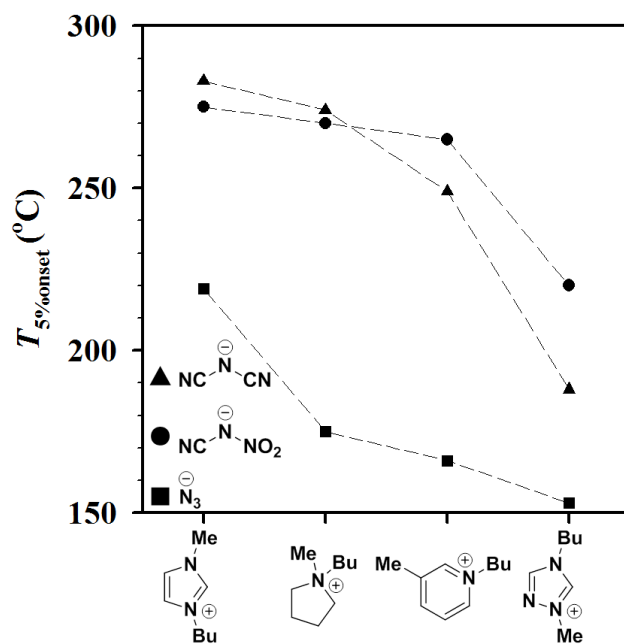 300
250
200
150
T5%onset (°C)
⊖
NC N CN
⊖
NC N NO2
⊖
N3
Me
N
N
⊕
Bu
Me Bu
N
⊕
Me
⊕
N Bu
Bu
N
N N
⊕
Me